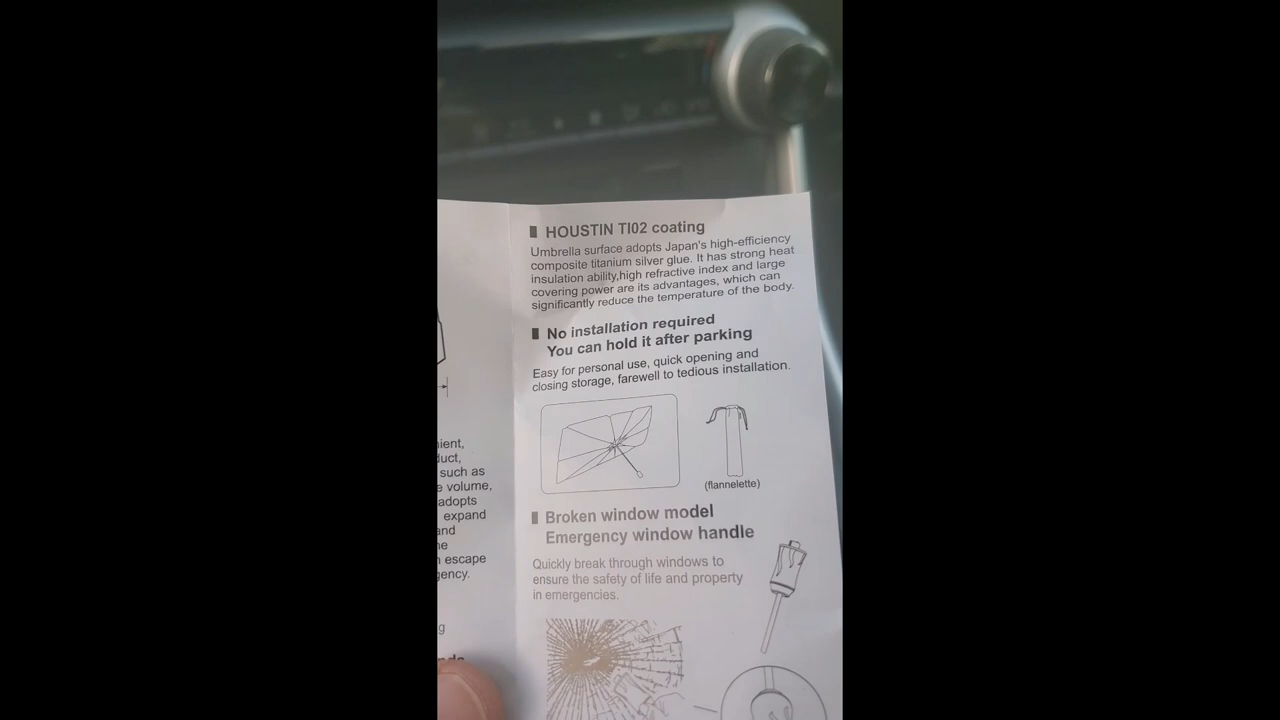 HOUSTIN TI02 coating
Umbrella surface adopts Japan's high-efficiency
composite titanium silver glue. It has strong heat
insulation ability,high refractive index and large
covering power are its advantages, which can
significantly reduce the temperature of the body.
No installation required
You can hold it after parking
Easy for personal use, quick opening and
closing storage, farewell to tedious installation.
(flannelette)
Broken window model
Emergency window handle
Quickly break through windows to
ensure the safety of life and property
in emergencies.
such as
volume,
adopts
expand
escape